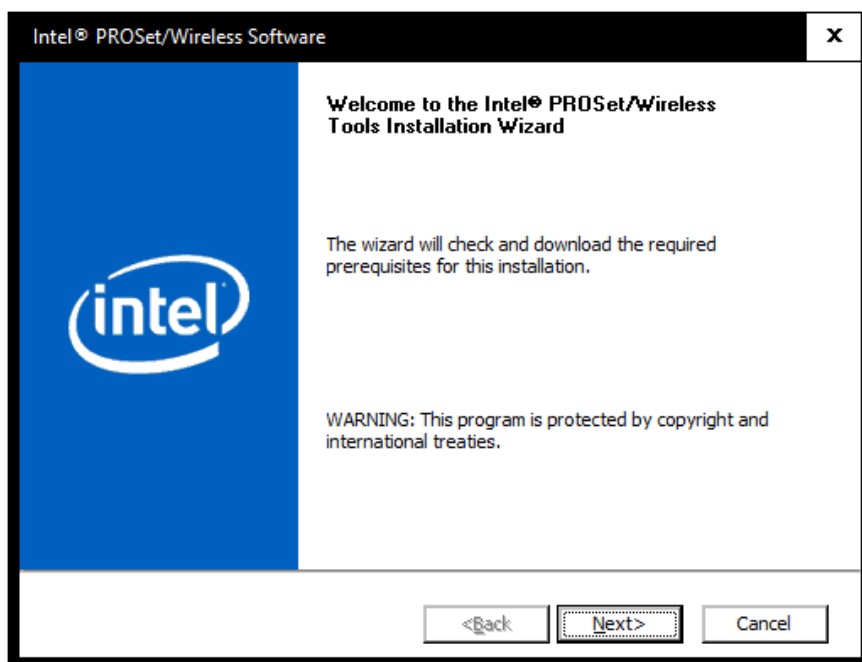 Intel® PROSet/Wireless Software
x
Welcome to the Intel® PROSet/Wireless
Tools Installation Wizard
The wizard will check and download the required
prerequisites for this installation.
intel
WARNING: This program is protected by copyright and
international treaties.
<Back
Next>
Cancel